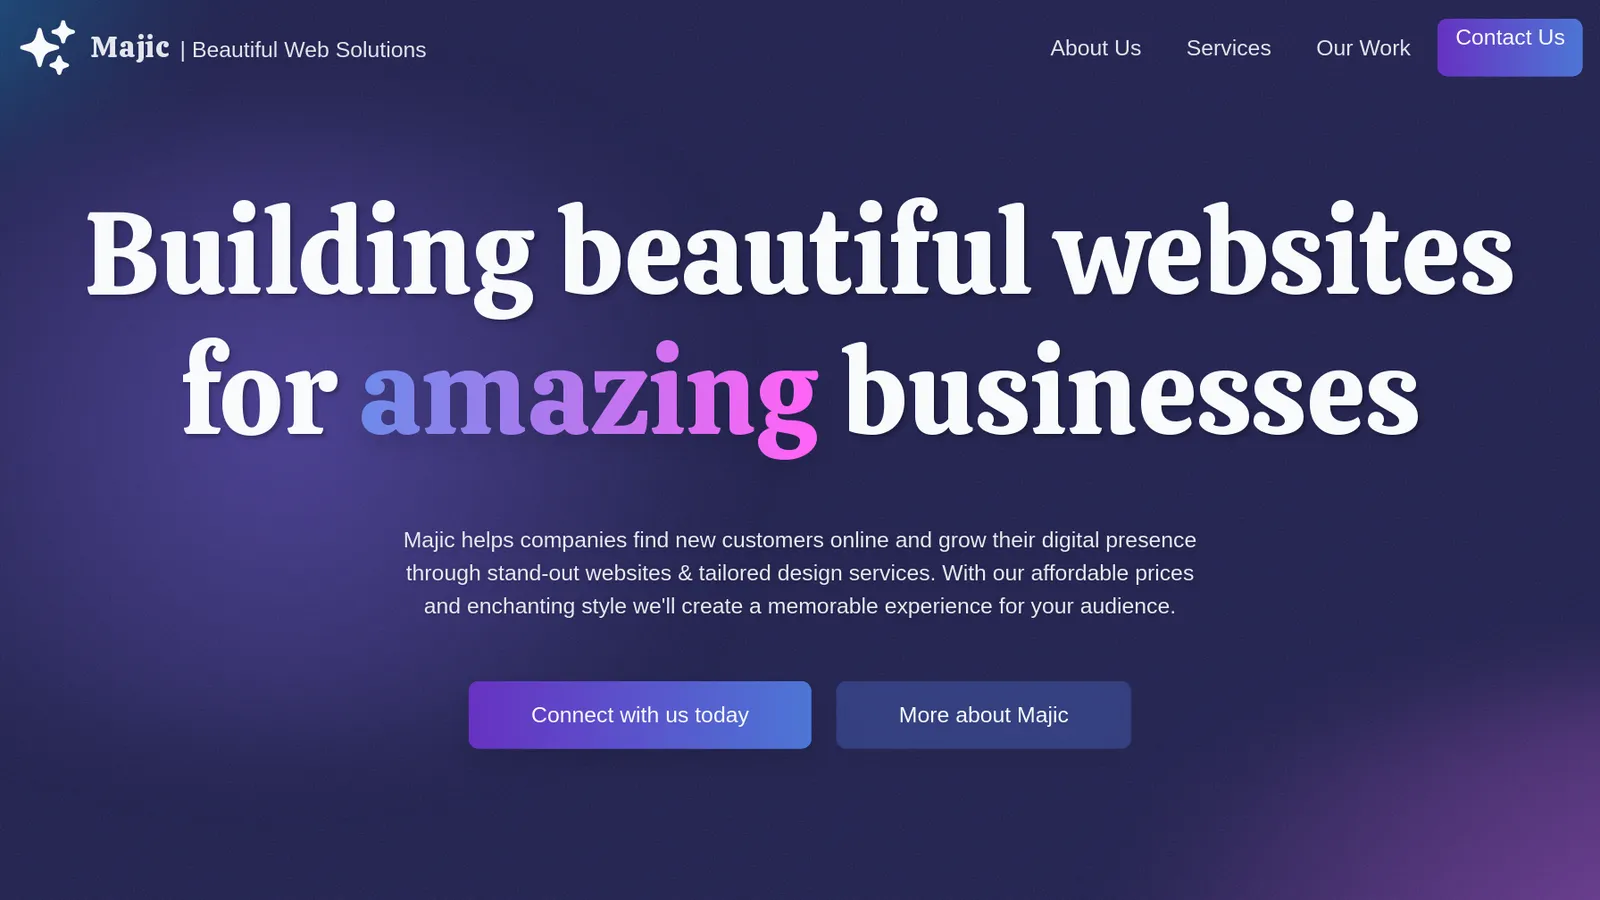 Majic | Beautiful Web Solutions
About Us
Services
Our Work
Contact Us
Building beautiful websites
for amazing businesses
Majic helps companies find new customers online and grow their digital presence
through stand-out websites & tailored design services. With our affordable prices
and enchanting style we'll create a memorable experience for your audience.
Connect with us today
More about Majic